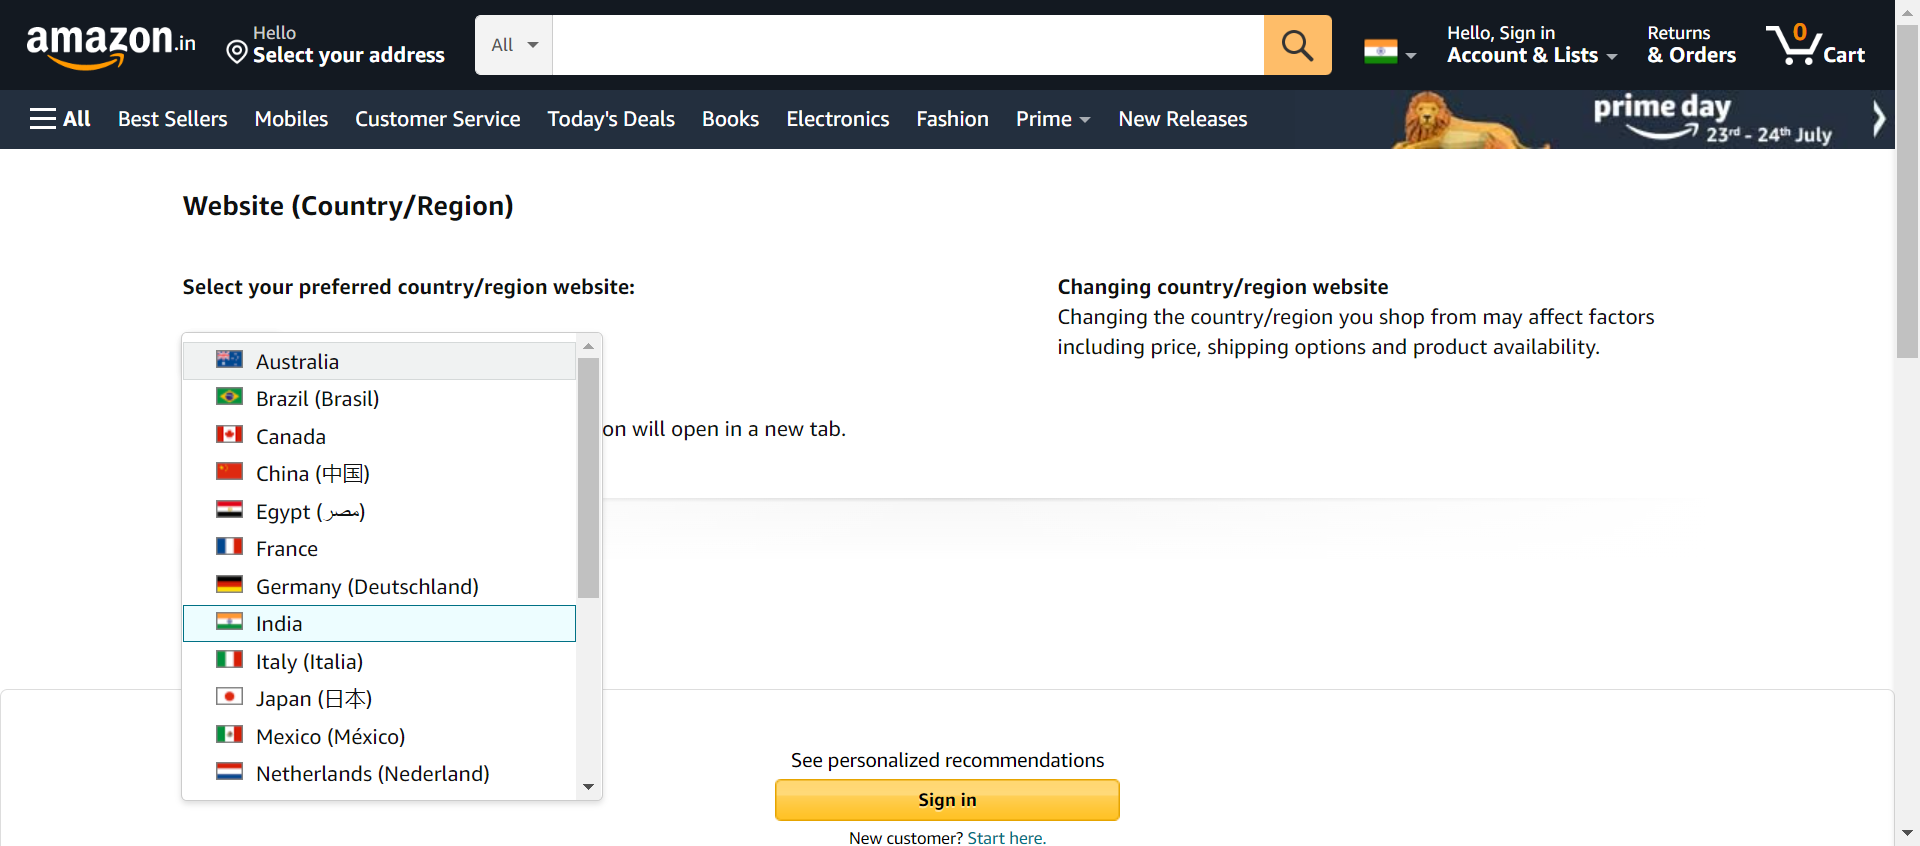 amazon.in
Hello
Select your address
All
Hello, Sign in
Account & Lists
Returns
& Orders
0
Cart
All
Best Sellers
Mobiles
Customer Service
Today's Deals
Books
Electronics
Fashion
Prime
New Releases
prime day
23rd - 24th July
Website (Country/Region)
Select your preferred country/region website:
Australia
Brazil (Brasil)
Canada
China (中国)
Egypt (مصر)
France
Germany (Deutschland)
India
Italy (Italia)
Japan (日本)
Mexico (México)
Netherlands (Nederland)
on will open in a new tab.
Changing country/region website
Changing the country/region you shop from may affect factors
including price, shipping options and product availability.
See personalized recommendations
Sign in
New customer? Start here.